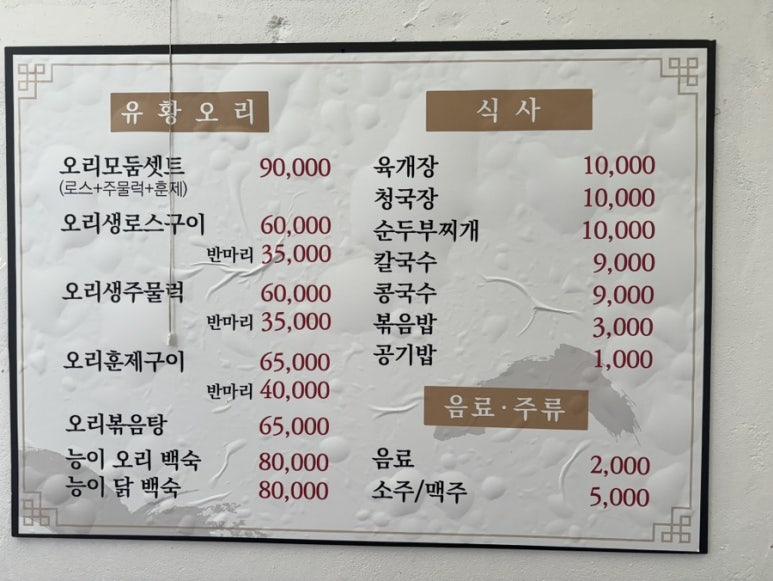 유황오리
오리모둠셋트 90,000
(로스+주물럭+훈제)
오리생로스구이 60,000
반마리 35,000
오리생주물럭 60,000
반마리 35,000
오리훈제구이 65,000
반마리 40,000
오리볶음탕 65,000
능이 오리 백숙 80,000
능이 닭 백숙 80,000
식사
육개장 10,000
청국장 10,000
순두부찌개 10,000
칼국수 9,000
콩국수 9,000
볶음밥 3,000
공기밥 1,000
음료·주류
음료 2,000
소주/맥주 5,000